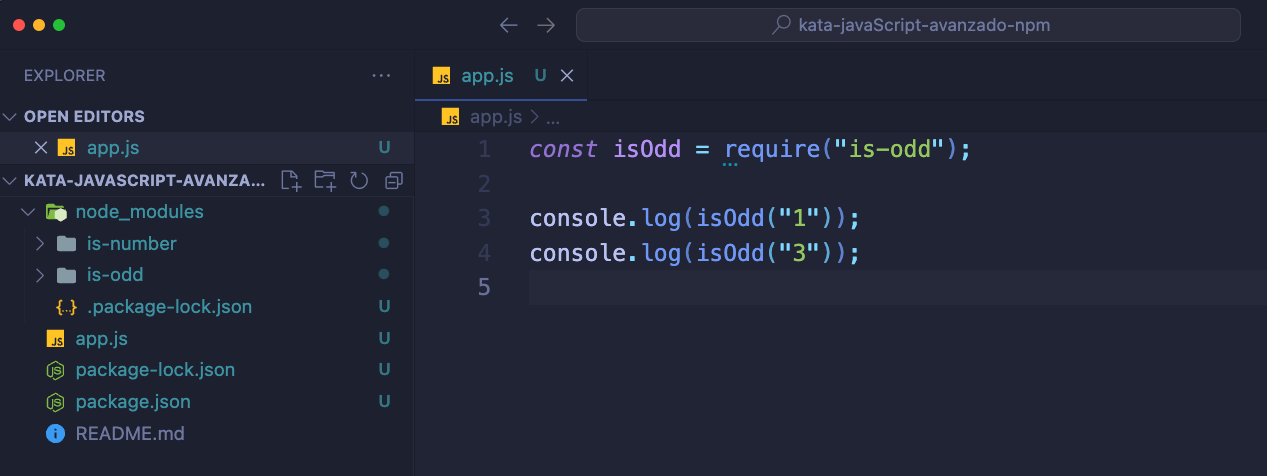 kata-javaScript-avanzado-npm
EXPLORER ...
OPEN EDITORS
JS app.js U
KATA-JAVASCRIPT-AVANZA...
node_modules
is-number
is-odd
{..} .package-lock.json U
JS app.js U
JS package-lock.json U
JS package.json U
i README.md
JS app.js U
JS app.js > ...
1 const isOdd = require("is-odd");
2
3 console.log(isOdd("1"));
4 console.log(isOdd("3"));
5